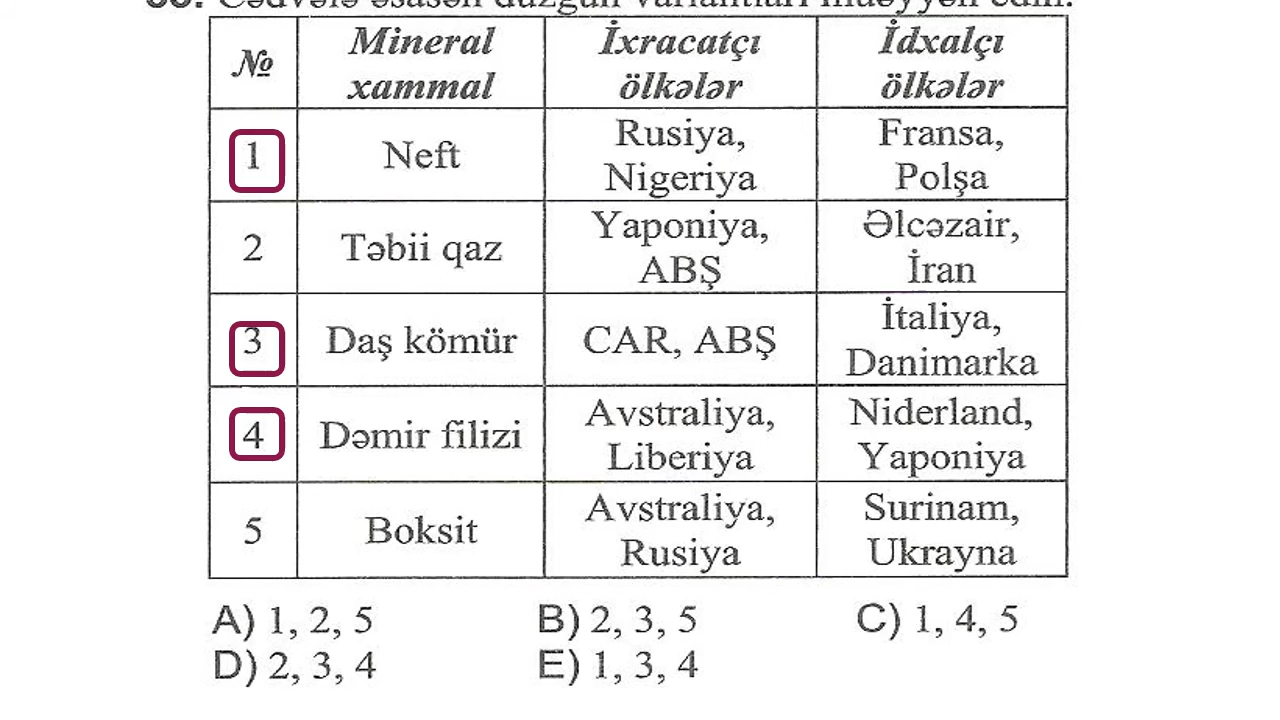 № Mineral xammal İxracatçı ölkələr İdxalçı ölkələr
1 Neft Rusiya, Nigeriya Fransa, Polşa
2 Təbii qaz Yaponiya, ABŞ Əlcəzair, İran
3 Daş kömür CAR, ABŞ İtaliya, Danimarka
4 Dəmir filizi Avstraliya, Liberiya Niderland, Yaponiya
5 Boksit Avstraliya, Rusiya Surinam, Ukrayna
A) 1, 2, 5 B) 2, 3, 5 C) 1, 4, 5
D) 2, 3, 4 E) 1, 3, 4